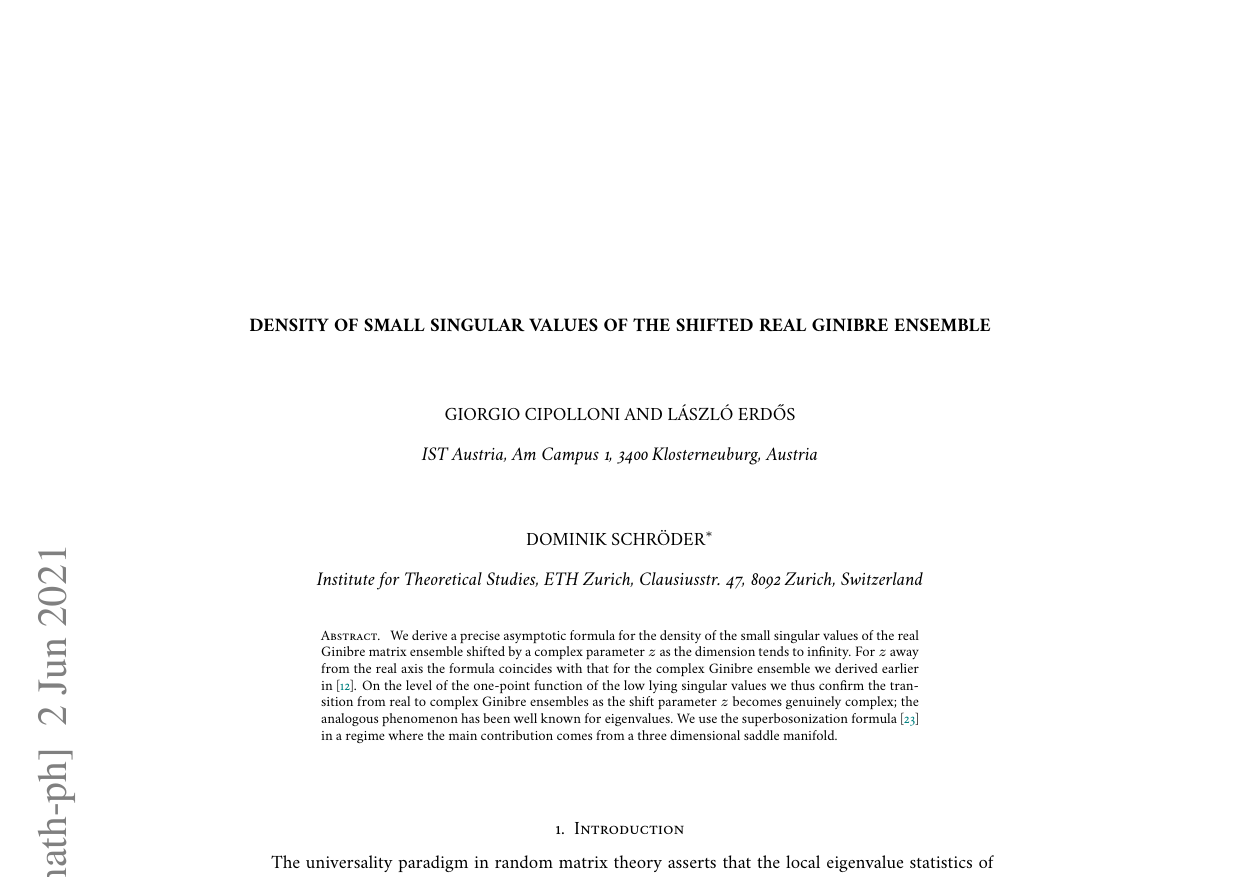 DENSITY OF SMALL SINGULAR VALUES OF THE SHIFTED REAL GINIBRE ENSEMBLE
GIORGIO CIPOLLONI AND LÁSZLÓ ERDŐS
IST Austria, Am Campus 1, 3400 Klosterneuburg, Austria
DOMINIK SCHRÖDER*
Institute for Theoretical Studies, ETH Zurich, Clausiusstr. 47, 8092 Zurich, Switzerland
Abstract. We derive a precise asymptotic formula for the density of the small singular values of the real
Ginibre matrix ensemble shifted by a complex parameter z as the dimension tends to infinity. For z away
from the real axis the formula coincides with that for the complex Ginibre ensemble we derived earlier
in [12]. On the level of the one-point function of the low lying singular values we thus confirm the tran-
sition from real to complex Ginibre ensembles as the shift parameter z becomes genuinely complex; the
analogous phenomenon has been well known for eigenvalues. We use the superbosonization formula [23]
in a regime where the main contribution comes from a three dimensional saddle manifold.
1. Introduction
The universality paradigm in random matrix theory asserts that the local eigenvalue statistics of
ath-ph] 2 Jun 2021